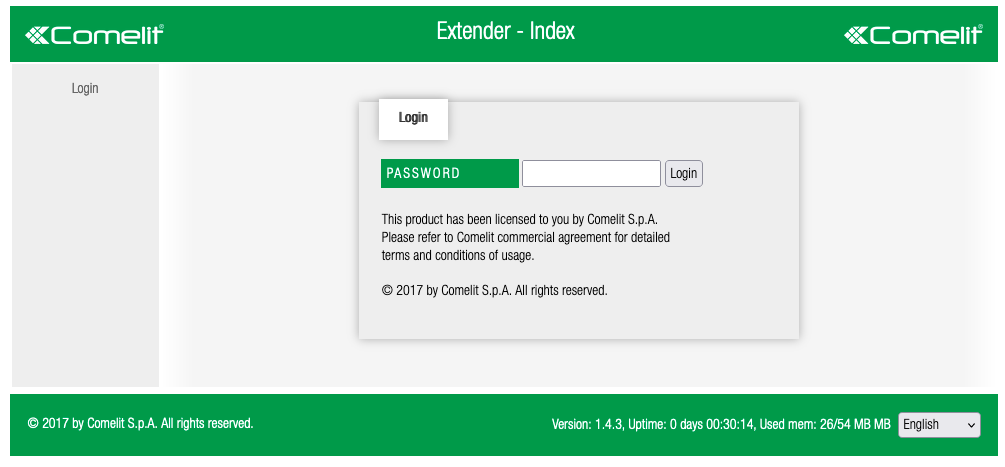 Comelit®
Extender - Index
Comelit®
Login
Login
PASSWORD
Login
This product has been licensed to you by Comelit S.p.A.
Please refer to Comelit commercial agreement for detailed
terms and conditions of usage.
© 2017 by Comelit S.p.A. All rights reserved.
© 2017 by Comelit S.p.A. All rights reserved.
Version: 1.4.3, Uptime: 0 days 00:30:14, Used mem: 26/54 MB MB
English